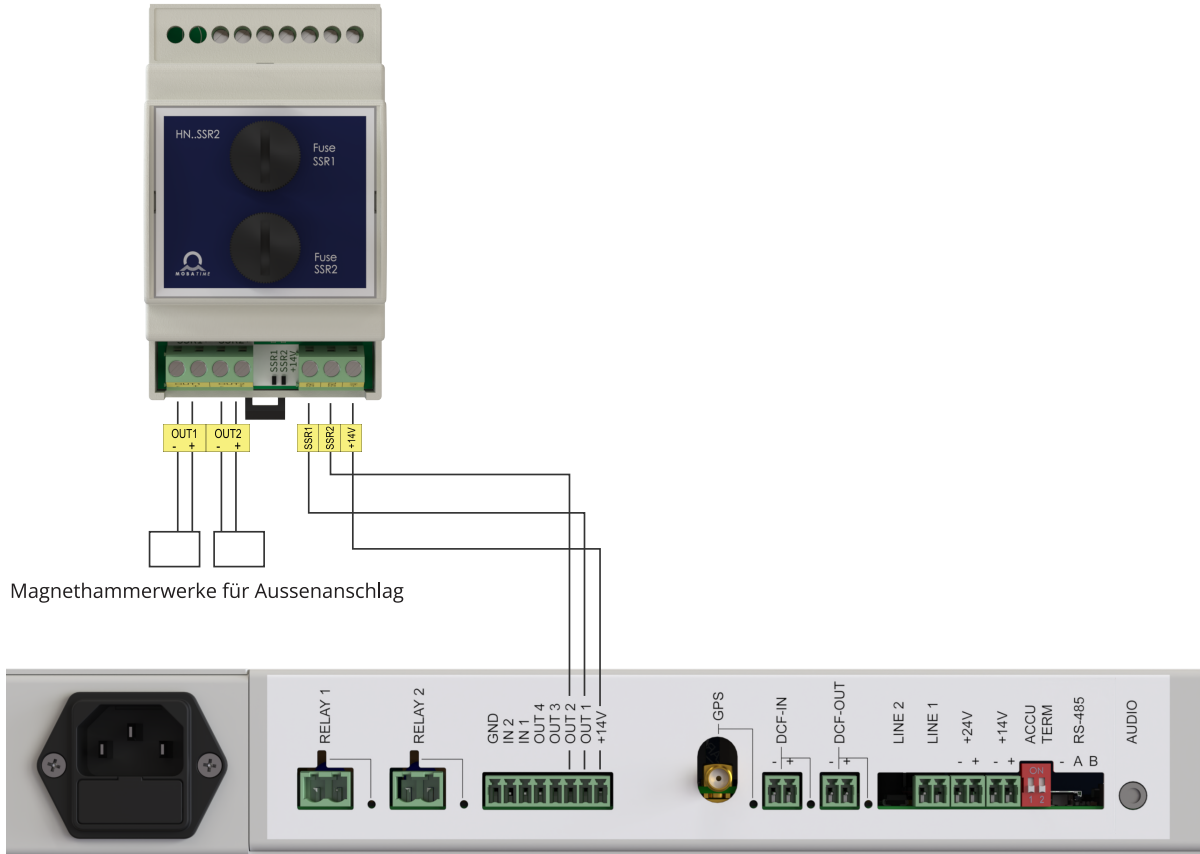 HN..SSR2
Fuse
SSR1
Fuse
SSR2
MOBATIME
SSR1
SSR2
+14V
OUT1
- +
OUT2
- +
SSR1
SSR2
+14V
Magnethammerwerke für Aussenanschlag
RELAY 1
RELAY 2
GND
IN 2
IN 1
OUT 4
OUT 3
OUT 2
OUT 1
+14V
GPS
DCF-IN
- +
DCF-OUT
- +
LINE 2
LINE 1
+24V
- +
+14V
- +
ACCU
TERM
ON
1 2
RS-485
- A B
AUDIO